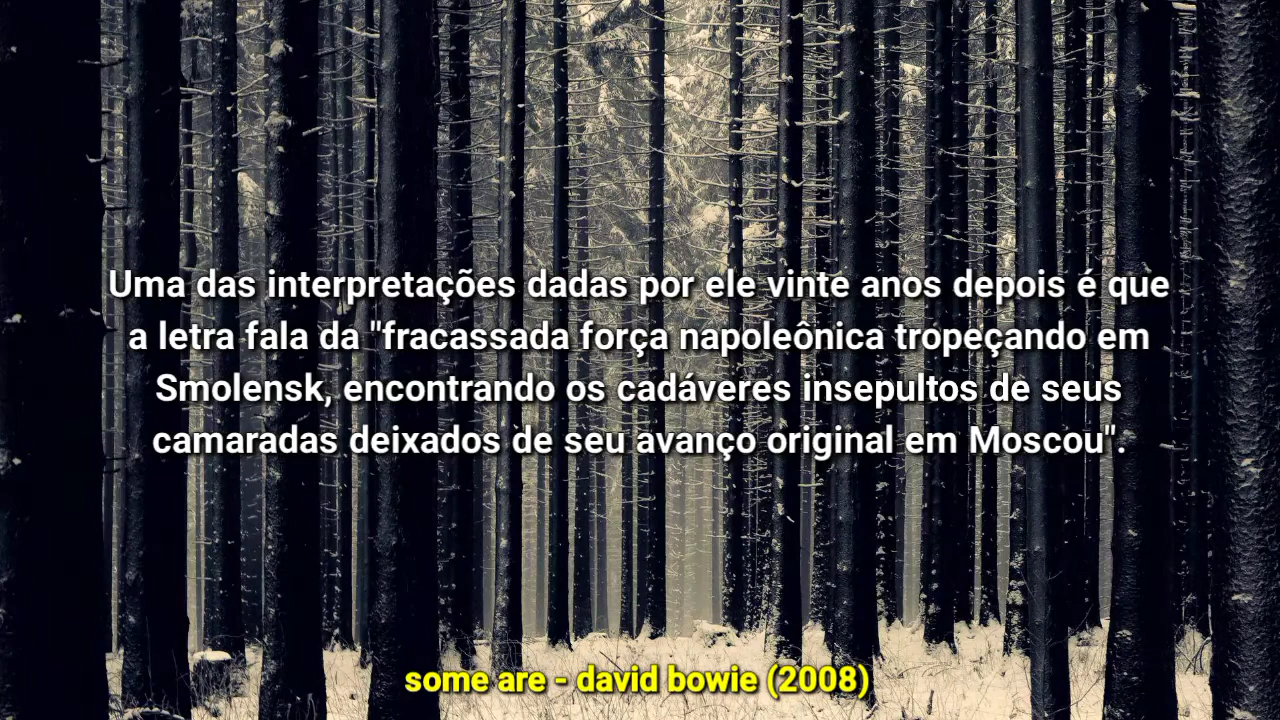 Uma das interpretações dadas por ele vinte anos depois é que
a letra fala da "fracassada força napoleônica tropeçando em
Smolensk, encontrando os cadáveres insepultos de seus
camaradas deixados de seu avanço original em Moscou".
some are - david bowie (2008)